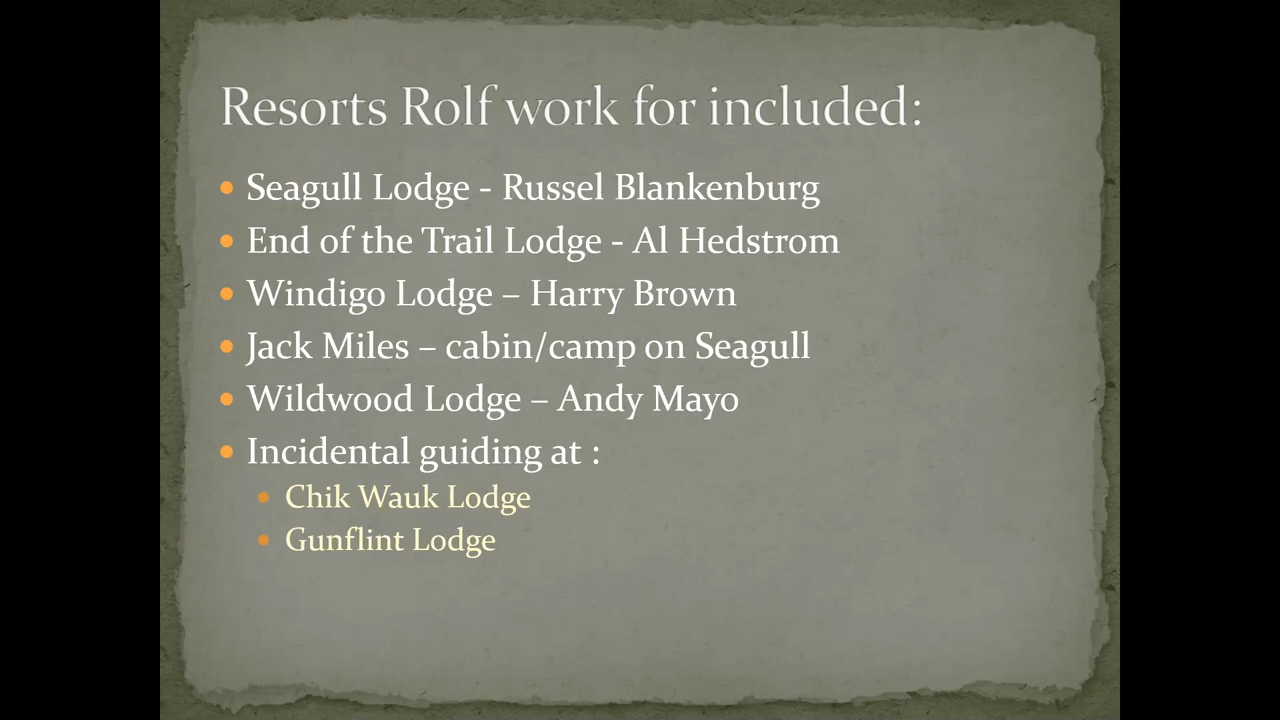 Resorts Rolf work for included:
Seagull Lodge - Russel Blankenburg
End of the Trail Lodge - Al Hedstrom
Windigo Lodge – Harry Brown
Jack Miles – cabin/camp on Seagull
Wildwood Lodge – Andy Mayo
Incidental guiding at :
Chik Wauk Lodge
Gunflint Lodge